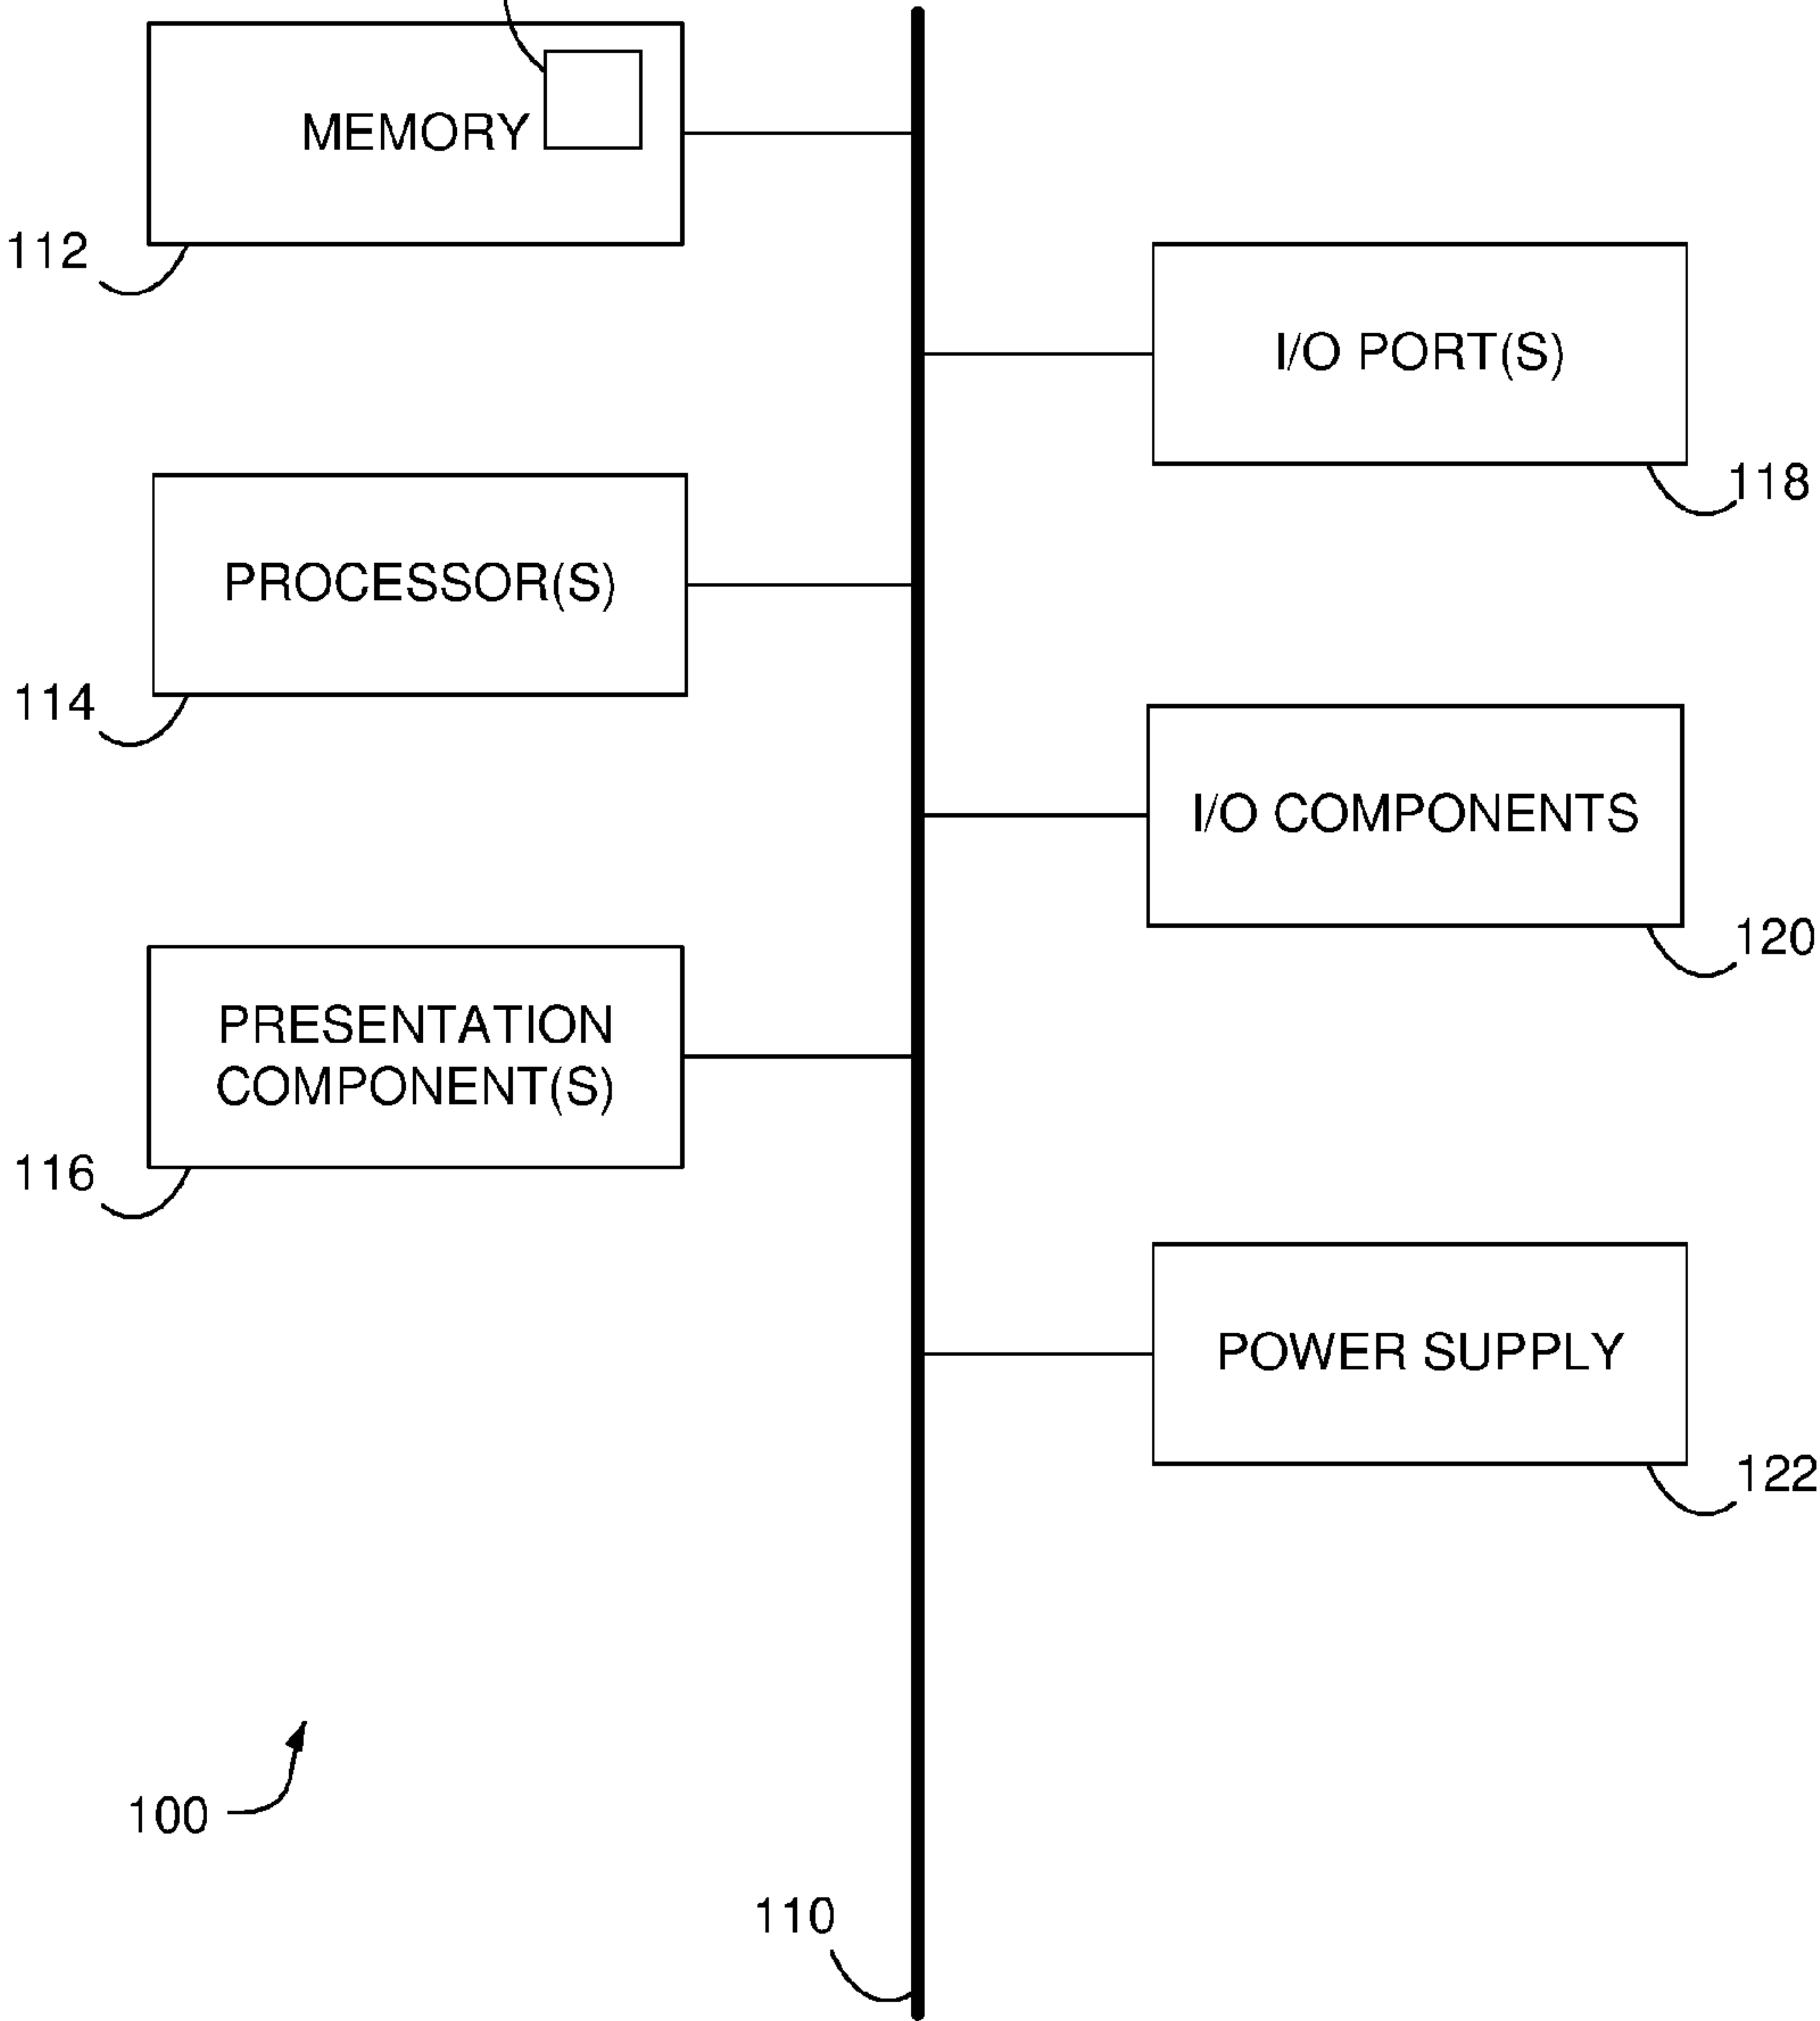 MEMORY
112
I/O PORT(S)
118
PROCESSOR(S)
114
I/O COMPONENTS
120
PRESENTATION
COMPONENT(S)
116
POWER SUPPLY
122
100
110